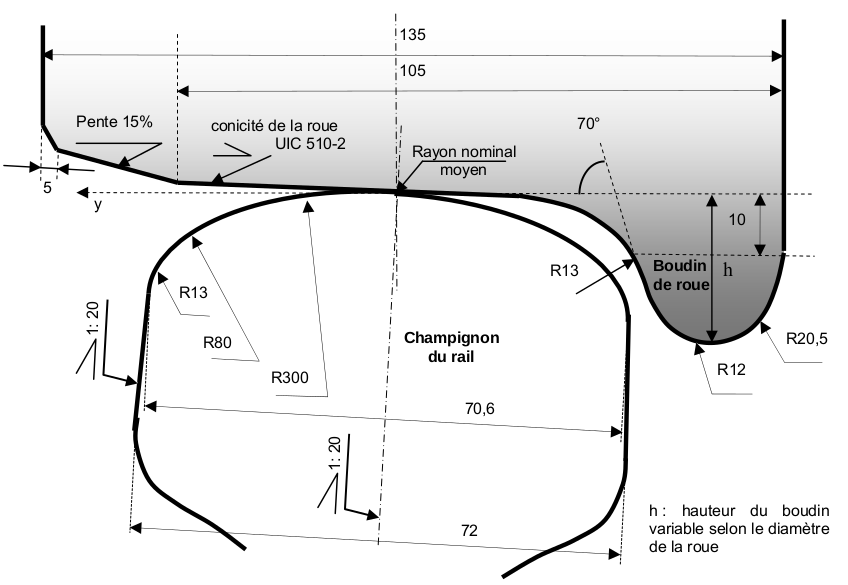 135
105
70°
Pente 15%
conicité de la roue
UIC 510-2
Rayon nominal
moyen
5
y
10
Boudin
de roue
h
R13
R13
1: 20
R80
Champignon
du rail
R20,5
R12
R300
70,6
1: 20
72
h : hauteur du boudin
variable selon le diamètre
de la roue